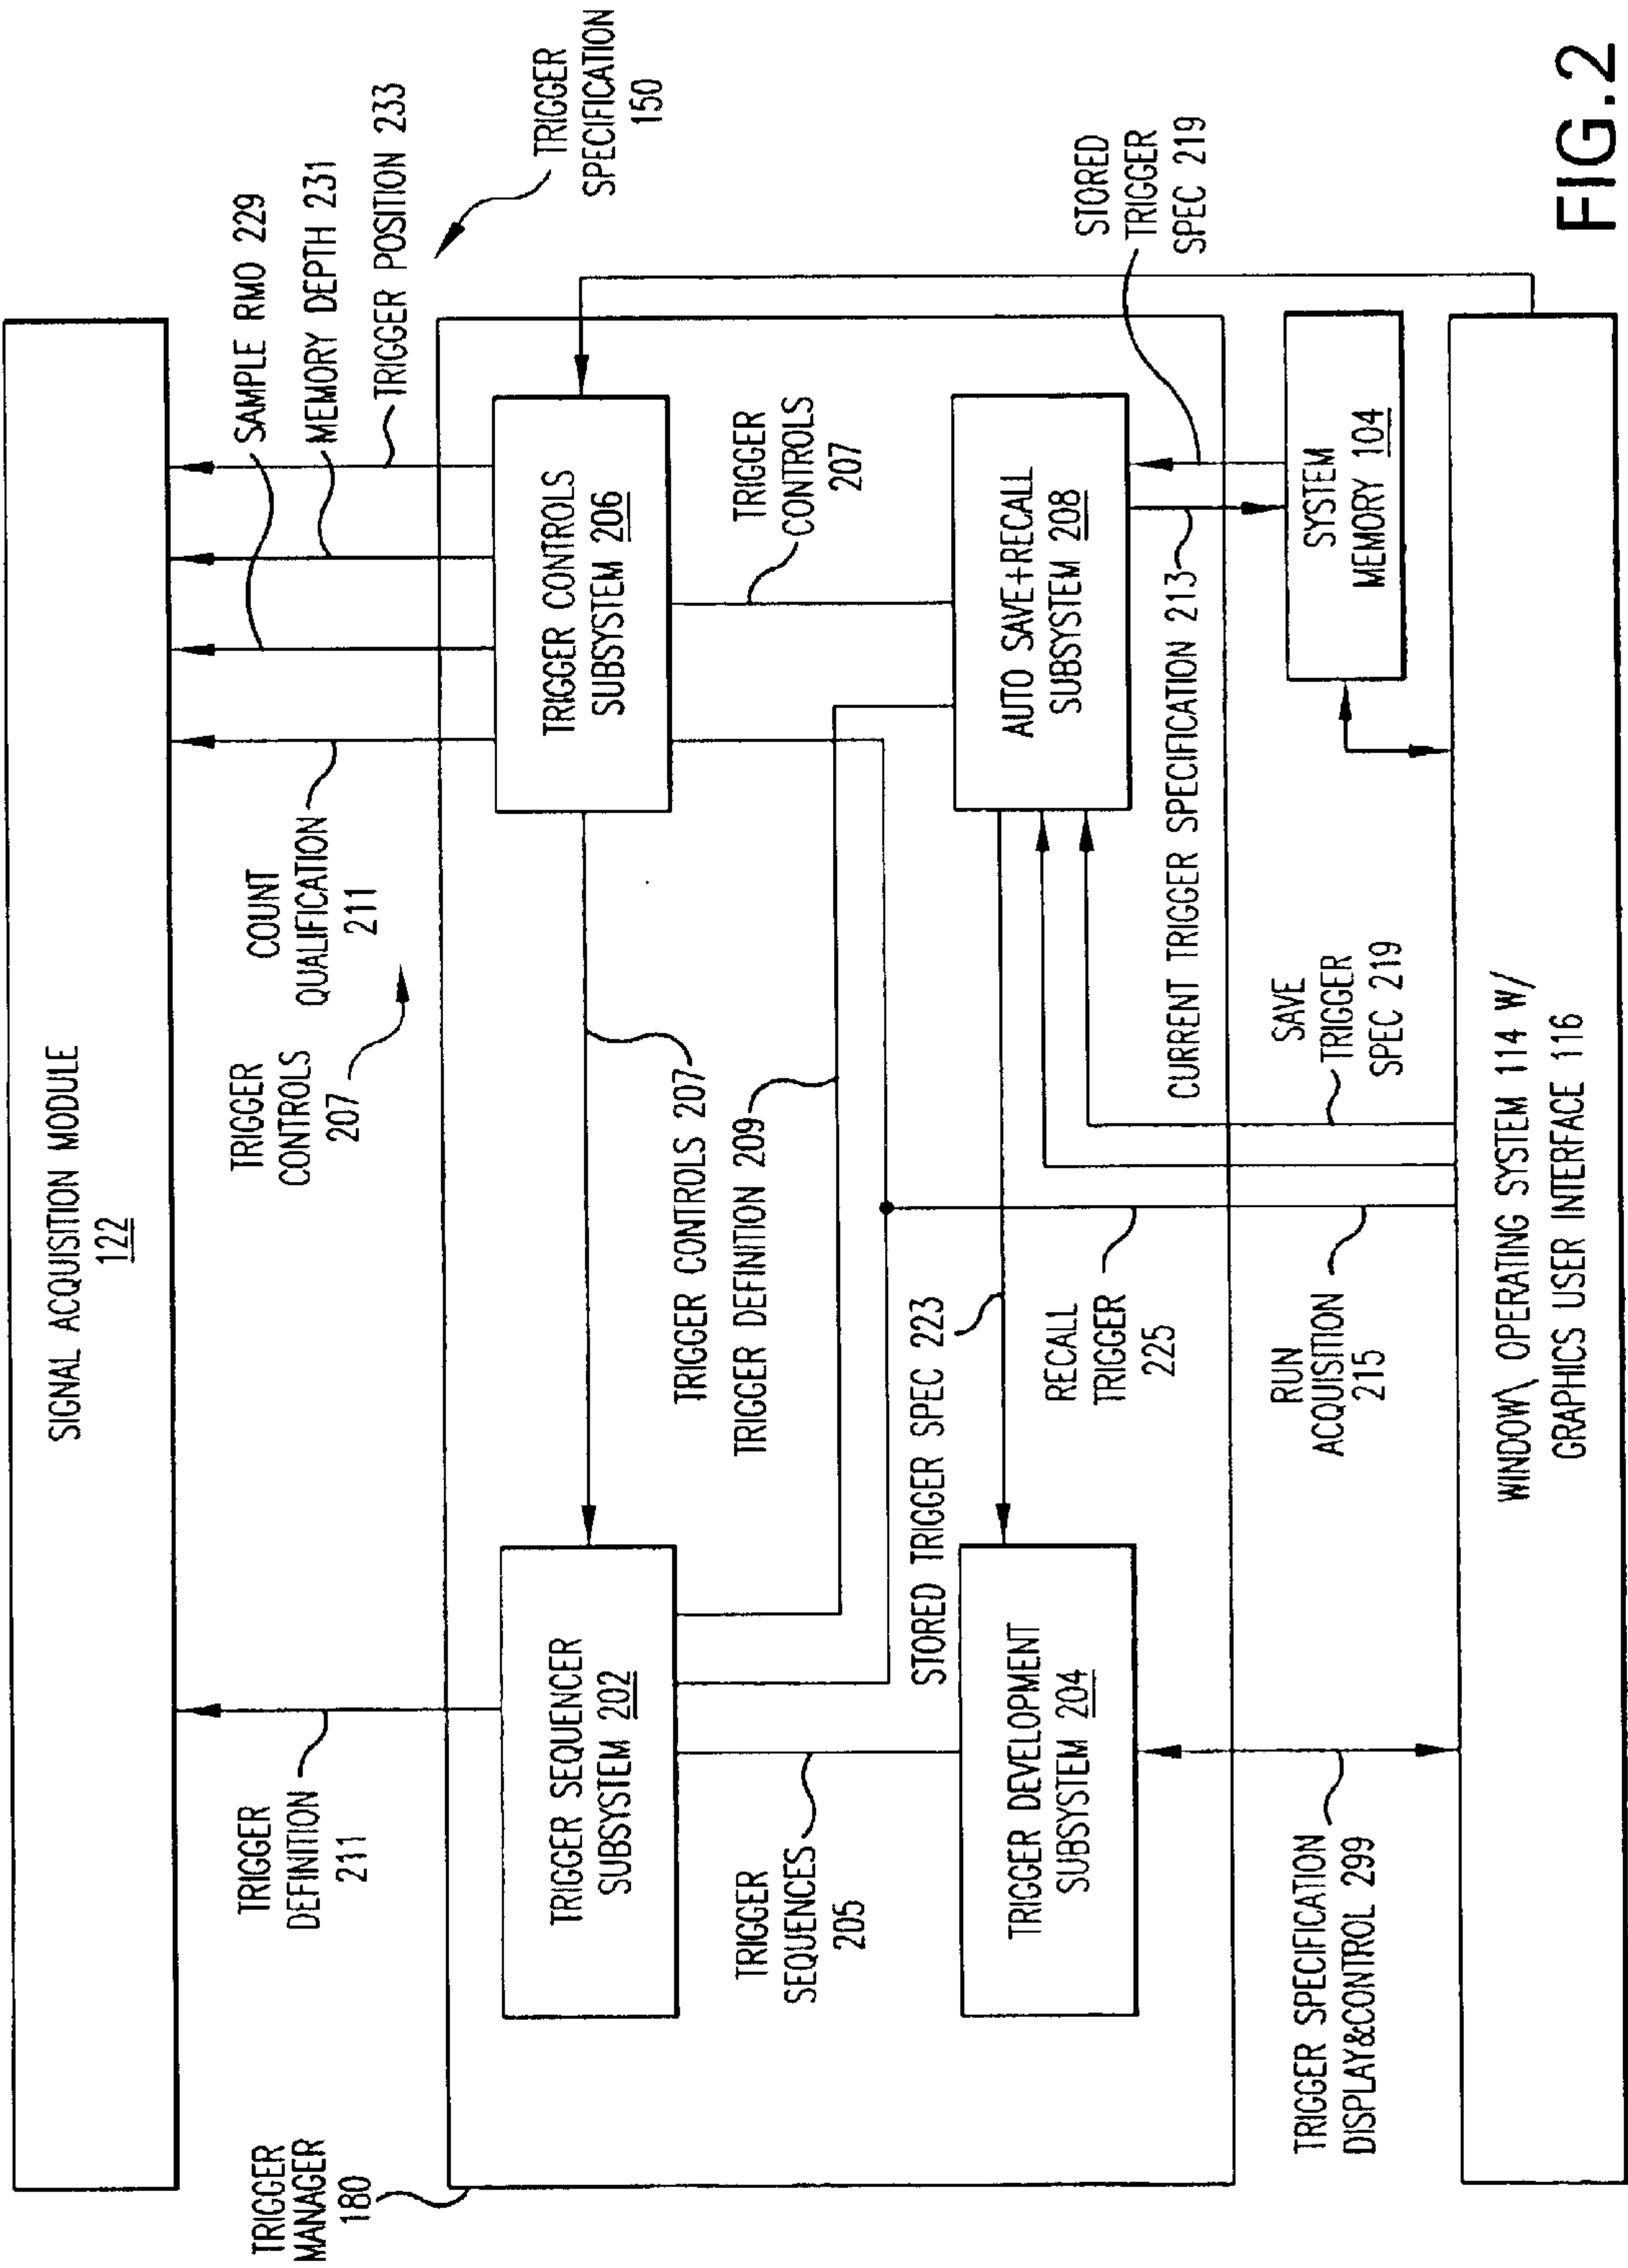 SIGNAL ACQUISITION MODULE
122
TRIGGER
MANAGER
180
TRIGGER
DEFINITION
211
TRIGGER
CONTROLS
207
COUNT
QUALIFICATION
211
SAMPLE RMO 229
MEMORY DEPTH 231
TRIGGER POSITION 233
TRIGGER
SPECIFICATION
150
TRIGGER SEQUENCER
SUBSYSTEM 202
TRIGGER CONTROLS
SUBSYSTEM 206
TRIGGER CONTROLS 207
TRIGGER DEFINITION 209
TRIGGER
CONTROLS
207
TRIGGER
SEQUENCES
205
STORED TRIGGER SPEC 223
TRIGGER DEVELOPMENT
SUBSYSTEM 204
AUTO SAVE+RECALL
SUBSYSTEM 208
STORED
TRIGGER
SPEC 219
RECALL
TRIGGER
225
CURRENT TRIGGER SPECIFICATION 213
TRIGGER SPECIFICATION
DISPLAY&CONTROL 299
RUN
ACQUISITION
215
SAVE
TRIGGER
SPEC 219
SYSTEM
MEMORY 104
WINDOW\ OPERATING SYSTEM 114 W/
GRAPHICS USER INTERFACE 116
FIG.2